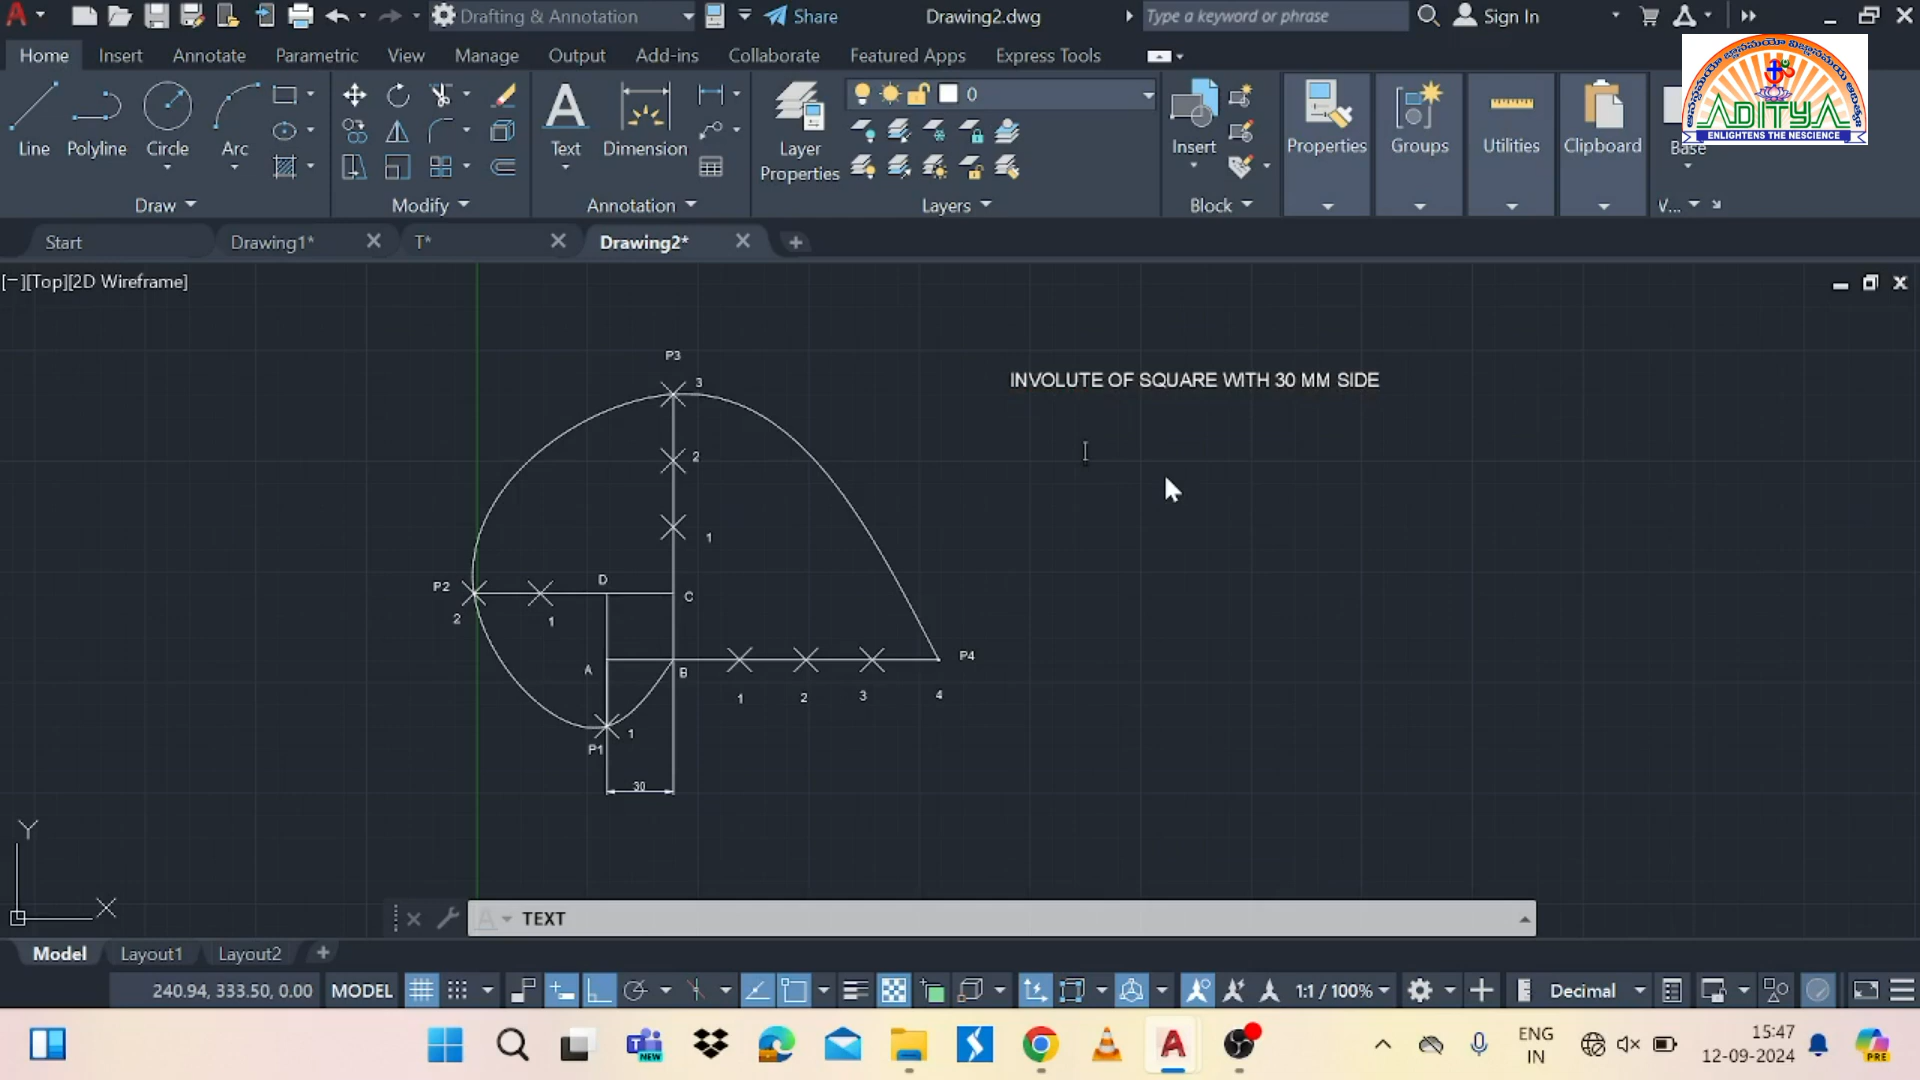 Drafting & Annotation
Share
Drawing2.dwg
Type a keyword or phrase
Sign In
Home Insert Annotate Parametric View Manage Output Add-ins Collaborate Featured Apps Express Tools
ADITYA
ENLIGHTENS THE NESCIENCE
0
Line Polyline Circle Arc
Text Dimension
Layer
Properties
Insert
Properties Groups Utilities Clipboard Base
Draw Modify Annotation Layers Block V...
Start Drawing1* T* Drawing2*
[−][Top][2D Wireframe]
P3
3
INVOLUTE OF SQUARE WITH 30 MM SIDE
2
1
P2
D
C
2
1
A
B
P4
1
2
3
4
1
P1
30
Y
X
TEXT
Model Layout1 Layout2
240.94, 333.50, 0.00 MODEL 1:1 / 100% Decimal
NEW
ENG
IN
15:47
12-09-2024
PRE